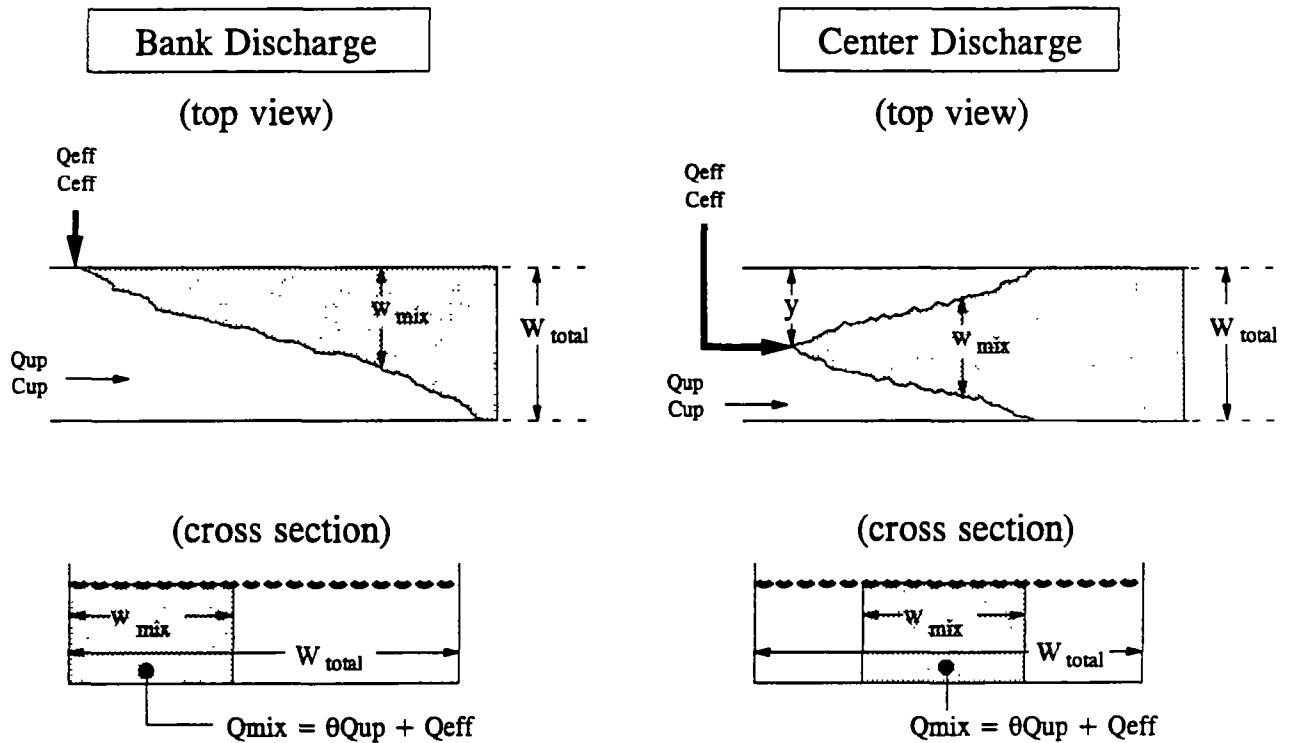 Bank Discharge
(top view)
Qeff
Ceff
w mix
W total
Qup
Cup
(cross section)
w mix
W total
Qmix = θQup + Qeff
Center Discharge
(top view)
Qeff
Ceff
y
w mix
W total
Qup
Cup
(cross section)
w mix
W total
Qmix = θQup + Qeff